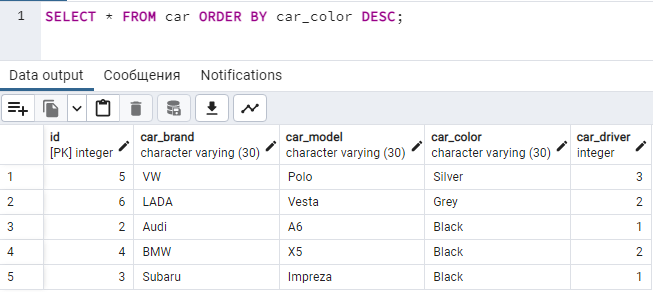 1 SELECT * FROM car ORDER BY car_color DESC;
Data output Сообщения Notifications
id car_brand car_model car_color car_driver
[PK] integer character varying (30) character varying (30) character varying (30) integer
1 5 VW Polo Silver 3
2 6 LADA Vesta Grey 2
3 2 Audi A6 Black 1
4 4 BMW X5 Black 2
5 3 Subaru Impreza Black 1